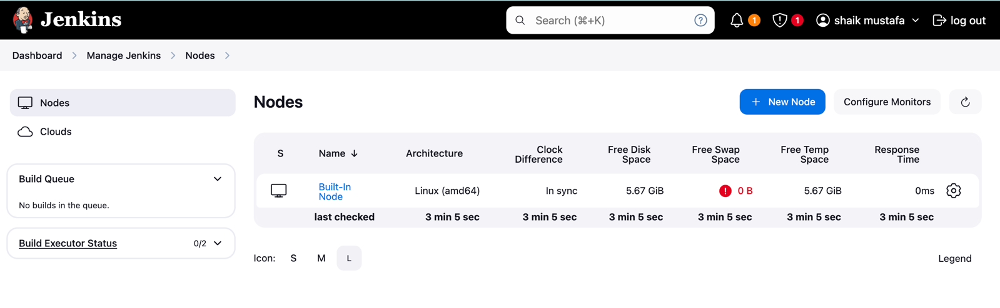 Jenkins
Search (⌘+K)
?
1
1
shaik mustafa
log out
Dashboard
Manage Jenkins
Nodes
Nodes
Clouds
Build Queue
No builds in the queue.
Build Executor Status
0/2
Nodes
+ New Node
Configure Monitors
S
Name ↓
Architecture
Clock
Difference
Free Disk
Space
Free Swap
Space
Free Temp
Space
Response
Time
Built-In
Node
Linux (amd64)
In sync
5.67 GiB
0 B
5.67 GiB
0ms
last checked
3 min 5 sec
3 min 5 sec
3 min 5 sec
3 min 5 sec
3 min 5 sec
3 min 5 sec
Icon:
S
M
L
Legend